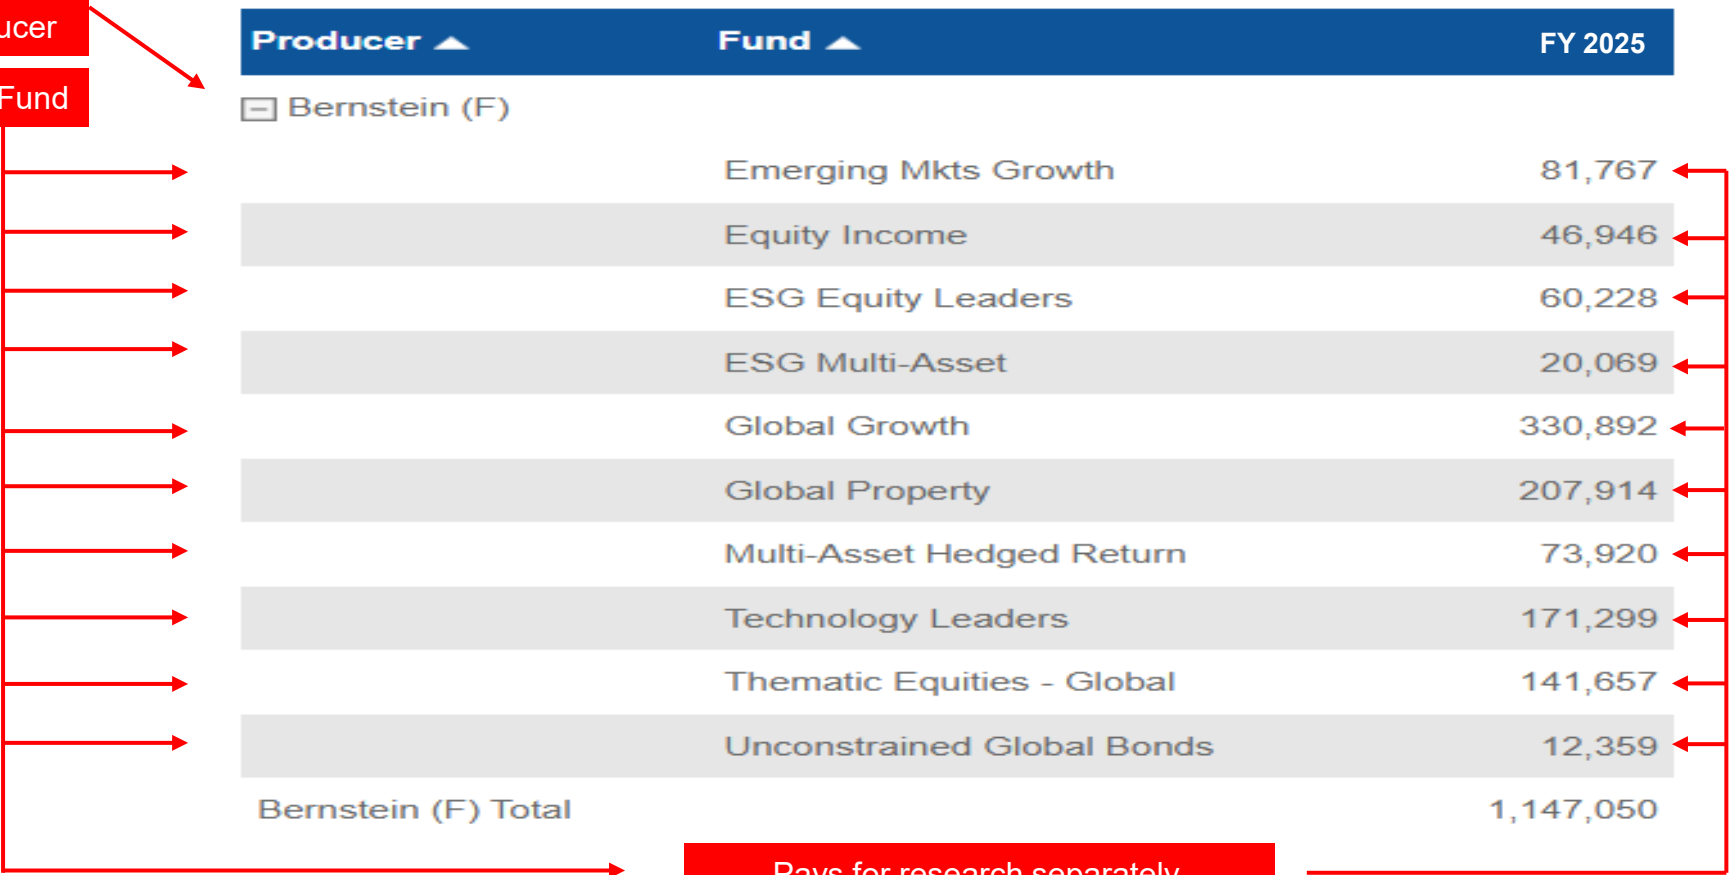 ucer
Fund
Producer Fund FY 2025
Bernstein (F)
Emerging Mkts Growth 81,767
Equity Income 46,946
ESG Equity Leaders 60,228
ESG Multi-Asset 20,069
Global Growth 330,892
Global Property 207,914
Multi-Asset Hedged Return 73,920
Technology Leaders 171,299
Thematic Equities - Global 141,657
Unconstrained Global Bonds 12,359
Bernstein (F) Total 1,147,050
Pays for research separately